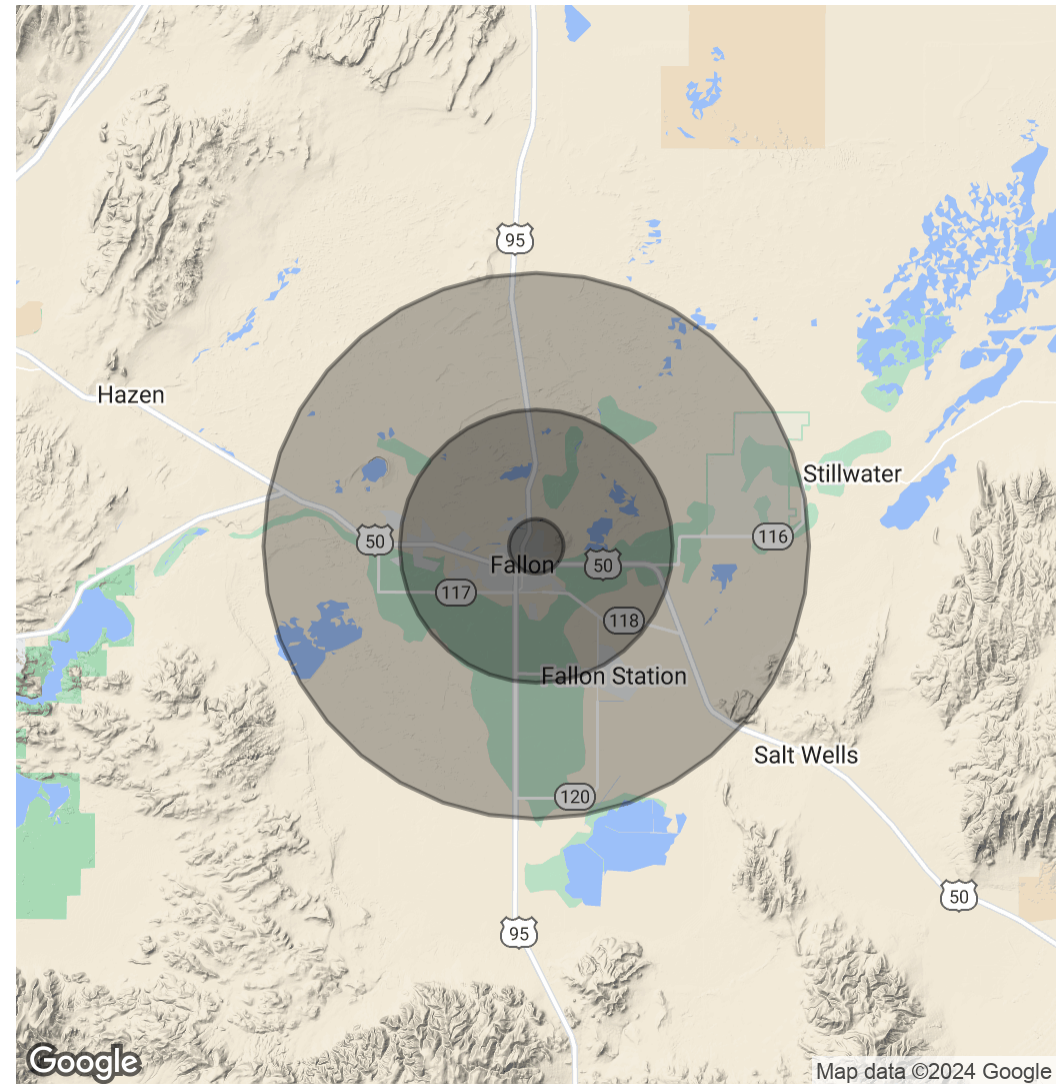 95
Hazen
Stillwater
50
116
Fallon
50
117
118
Fallon Station
Salt Wells
120
50
95
Google
Map data ©2024 Google